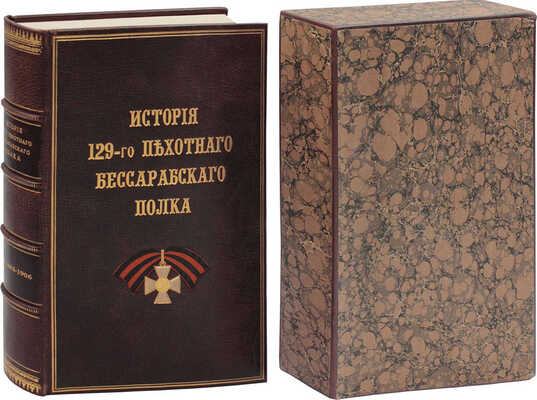 ИСТОРІЯ
129-го ПѢХОТНАГО
БЕССАРАБСКАГО
ПОЛКА